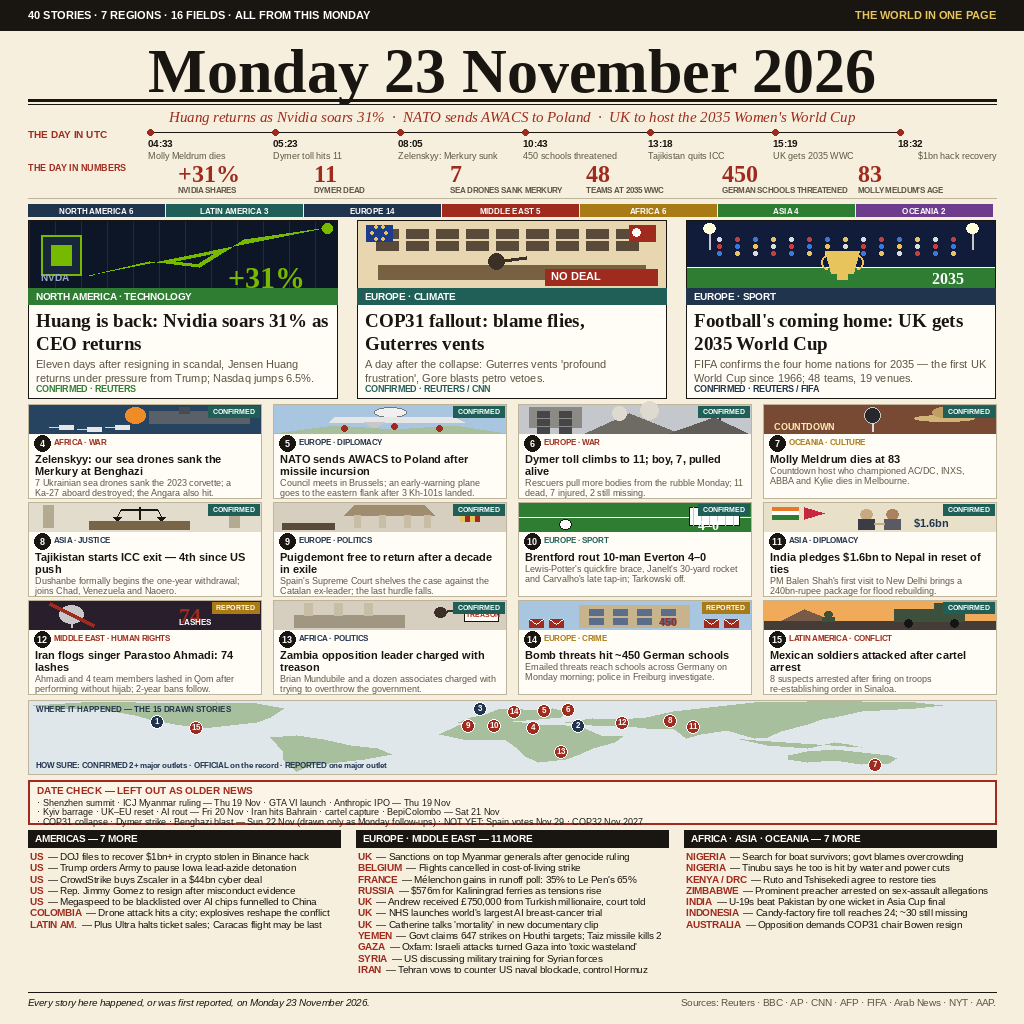 40 STORIES · 7 REGIONS · 16 FIELDS · ALL FROM THIS MONDAY
THE WORLD IN ONE PAGE
Monday 23 November 2026
Huang returns as Nvidia soars 31% · NATO sends AWACS to Poland · UK to host the 2035 Women's World Cup
THE DAY IN UTC
04:33
05:23
08:05
10:43
13:18
15:19
18:32
Molly Meldrum dies
Dymer toll hits 11
Zelenskyy: Merkury sunk
450 schools threatened
Tajikistan quits ICC
UK gets 2035 WWC
$1bn hack recovery
THE DAY IN NUMBERS
+31%
11
7
48
450
83
NVIDIA SHARES
DYMER DEAD
SEA DRONES SANK MERKURY
TEAMS AT 2035 WWC
GERMAN SCHOOLS THREATENED
MOLLY MELDUM'S AGE
NORTH AMERICA 6
LATIN AMERICA 3
EUROPE 14
MIDDLE EAST 5
AFRICA 6
ASIA 4
OCEANIA 2
NVDA
+31%
NORTH AMERICA · TECHNOLOGY
Huang is back: Nvidia soars 31% as
CEO returns
Eleven days after resigning in scandal, Jensen Huang
returns under pressure from Trump; Nasdaq jumps 6.5%.
CONFIRMED · REUTERS
NO DEAL
EUROPE · CLIMATE
COP31 fallout: blame flies,
Guterres vents
A day after the collapse: Guterres vents 'profound
frustration', Gore blasts petro vetoes.
CONFIRMED · REUTERS / CNN
2035
EUROPE · SPORT
Football's coming home: UK gets
2035 World Cup
FIFA confirms the four home nations for 2035 — the first UK
World Cup since 1966; 48 teams, 19 venues.
CONFIRMED · REUTERS / FIFA
CONFIRMED
4 AFRICA · WAR
Zelenskyy: our sea drones sank the
Merkury at Benghazi
7 Ukrainian sea drones sank the 2023 corvette; a
Ka-27 aboard destroyed; the Angara also hit.
CONFIRMED
5 EUROPE · DIPLOMACY
NATO sends AWACS to Poland after
missile incursion
Council meets in Brussels; an early-warning plane
goes to the eastern flank after 3 Kh-101s landed.
CONFIRMED
6 EUROPE · WAR
Dymer toll climbs to 11; boy, 7, pulled
alive
Rescuers pull more bodies from the rubble Monday; 11
dead, 7 injured, 2 still missing.
COUNTDOWN
CONFIRMED
7 OCEANIA · CULTURE
Molly Meldrum dies at 83
Countdown host who championed AC/DC, INXS,
ABBA and Kylie dies in Melbourne.
CONFIRMED
8 ASIA · JUSTICE
Tajikistan starts ICC exit — 4th since US
push
Dushanbe formally begins the one-year withdrawal;
joins Chad, Venezuela and Naoero.
CONFIRMED
9 EUROPE · POLITICS
Puigdemont free to return after a decade
in exile
Spain's Supreme Court shelves the case against the
Catalan ex-leader; the last hurdle falls.
CONFIRMED
4–0
10 EUROPE · SPORT
Brentford rout 10-man Everton 4–0
Lewis-Potter's quickfire brace, Janelt's 30-yard rocket
and Carvalho's late tap-in; Tarkowski off.
CONFIRMED
$1.6bn
11 ASIA · DIPLOMACY
India pledges $1.6bn to Nepal in reset of
ties
PM Balen Shah's first visit to New Delhi brings a
240bn-rupee package for flood rebuilding.
74
LASHES
REPORTED
12 MIDDLE EAST · HUMAN RIGHTS
Iran flogs singer Parastoo Ahmadi: 74
lashes
Ahmadi and 4 team members lashed in Qom after
performing without hijab; 2-year bans follow.
CONFIRMED
TREASON
13 AFRICA · POLITICS
Zambia opposition leader charged with
treason
Brian Mundubile and a dozen associates charged with
trying to overthrow the government.
REPORTED
450
14 EUROPE · CRIME
Bomb threats hit ~450 German schools
Emailed threats reach schools across Germany on
Monday morning; police in Freiburg investigate.
CONFIRMED
15 LATIN AMERICA · CONFLICT
Mexican soldiers attacked after cartel
arrest
8 suspects arrested after firing on troops
re-establishing order in Sinaloa.
WHERE IT HAPPENED — THE 15 DRAWN STORIES
1
15
3
9
10
14
4
5
6
2
13
12
8
11
7
HOW SURE: CONFIRMED 2+ major outlets · OFFICIAL on the record · REPORTED one major outlet
DATE CHECK — LEFT OUT AS OLDER NEWS
· Shenzhen summit · ICJ Myanmar ruling — Thu 19 Nov · GTA VI launch · Anthropic IPO — Thu 19 Nov
· Kyiv barrage · UK–EU reset · AI rout — Fri 20 Nov · Iran hits Bahrain · cartel capture · BepiColombo — Sat 21 Nov
· COP31 collapse · Dymer strike · Benghazi blast — Sun 22 Nov (drawn only as Monday follow-ups) · NOT YET: Spain votes Nov 29 · COP32 Nov 2027
AMERICAS — 7 MORE
US — DOJ files to recover $1bn+ in crypto stolen in Binance hack
US — Trump orders Army to pause Iowa lead-azide detonation
US — CrowdStrike buys Zscaler in a $44bn cyber deal
US — Rep. Jimmy Gomez to resign after misconduct evidence
US — Megaspeed to be blacklisted over AI chips funnelled to China
COLOMBIA — Drone attack hits a city; explosives reshape the conflict
LATIN AM. — Plus Ultra halts ticket sales; Caracas flight may be last
EUROPE · MIDDLE EAST — 11 MORE
UK — Sanctions on top Myanmar generals after genocide ruling
BELGIUM — Flights cancelled in cost-of-living strike
FRANCE — Mélenchon gains in runoff poll: 35% to Le Pen's 65%
RUSSIA — $576m for Kaliningrad ferries as tensions rise
UK — Andrew received £750,000 from Turkish millionaire, court told
UK — NHS launches world's largest AI breast-cancer trial
UK — Catherine talks 'mortality' in new documentary clip
YEMEN — Govt claims 647 strikes on Houthi targets; Taiz missile kills 2
GAZA — Oxfam: Israeli attacks turned Gaza into 'toxic wasteland'
SYRIA — US discussing military training for Syrian forces
IRAN — Tehran vows to counter US naval blockade, control Hormuz
AFRICA · ASIA · OCEANIA — 7 MORE
NIGERIA — Search for boat survivors; govt blames overcrowding
NIGERIA — Tinubu says he too is hit by water and power cuts
KENYA / DRC — Ruto and Tshisekedi agree to restore ties
ZIMBABWE — Prominent preacher arrested on sex-assault allegations
INDIA — U-19s beat Pakistan by one wicket in Asia Cup final
INDONESIA — Candy-factory fire toll reaches 24; ~30 still missing
AUSTRALIA — Opposition demands COP31 chair Bowen resign
Every story here happened, or was first reported, on Monday 23 November 2026.
Sources: Reuters · BBC · AP · CNN · AFP · FIFA · Arab News · NYT · AAP.